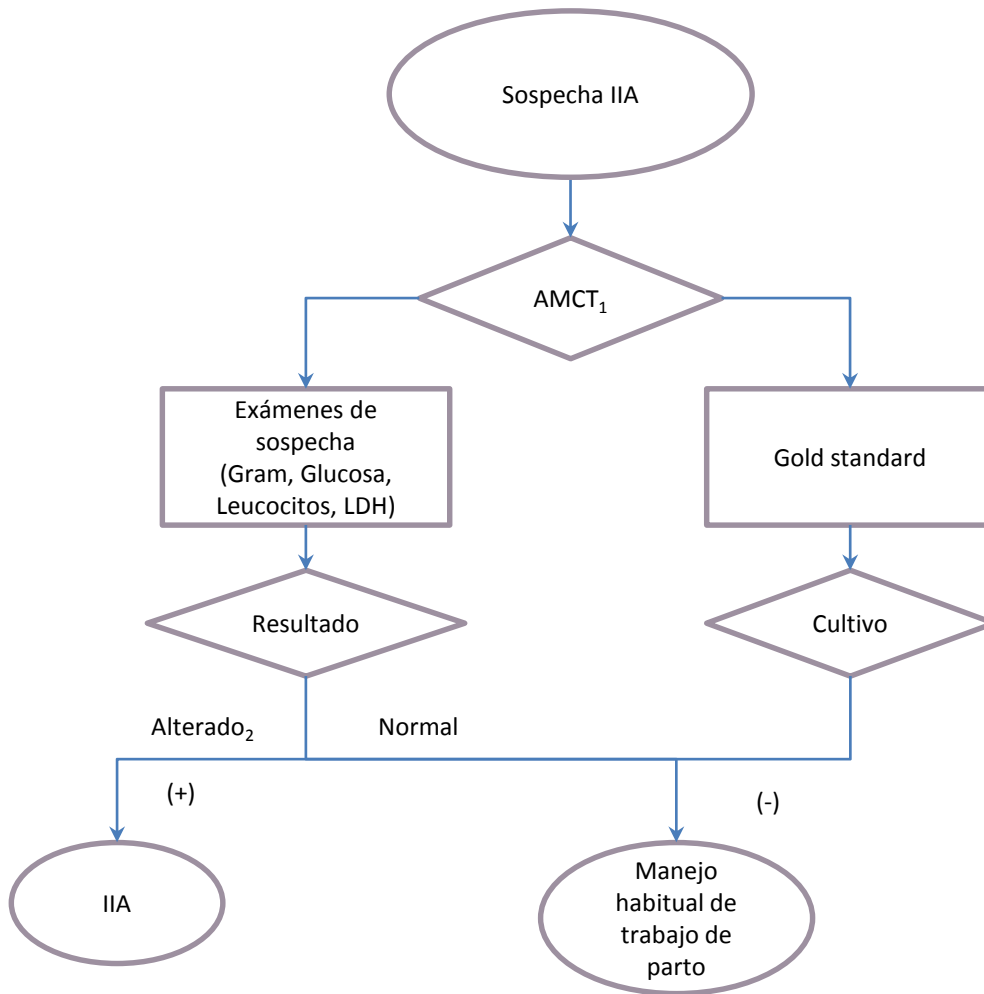 Sospecha IIA
AMCT1
Exámenes de
sospecha
(Gram, Glucosa,
Leucocitos, LDH)
Gold standard
Resultado
Cultivo
Alterado2
Normal
(+)
(-)
IIA
Manejo
habitual de
trabajo de
parto